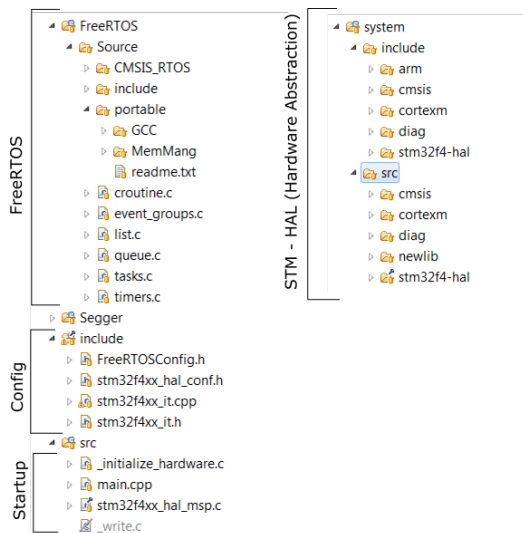 FreeRTOS
FreeRTOS
Source
CMSIS_RTOS
include
portable
GCC
MemMang
readme.txt
croutine.c
event_groups.c
list.c
queue.c
tasks.c
timers.c
Segger
Config
include
FreeRTOSConfig.h
stm32f4xx_hal_conf.h
stm32f4xx_it.cpp
stm32f4xx_it.h
Startup
src
_initialize_hardware.c
main.cpp
stm32f4xx_hal_msp.c
_write.c
STM - HAL (Hardware Abstraction)
system
include
arm
cmsis
cortexm
diag
stm32f4-hal
src
cmsis
cortexm
diag
newlib
stm32f4-hal